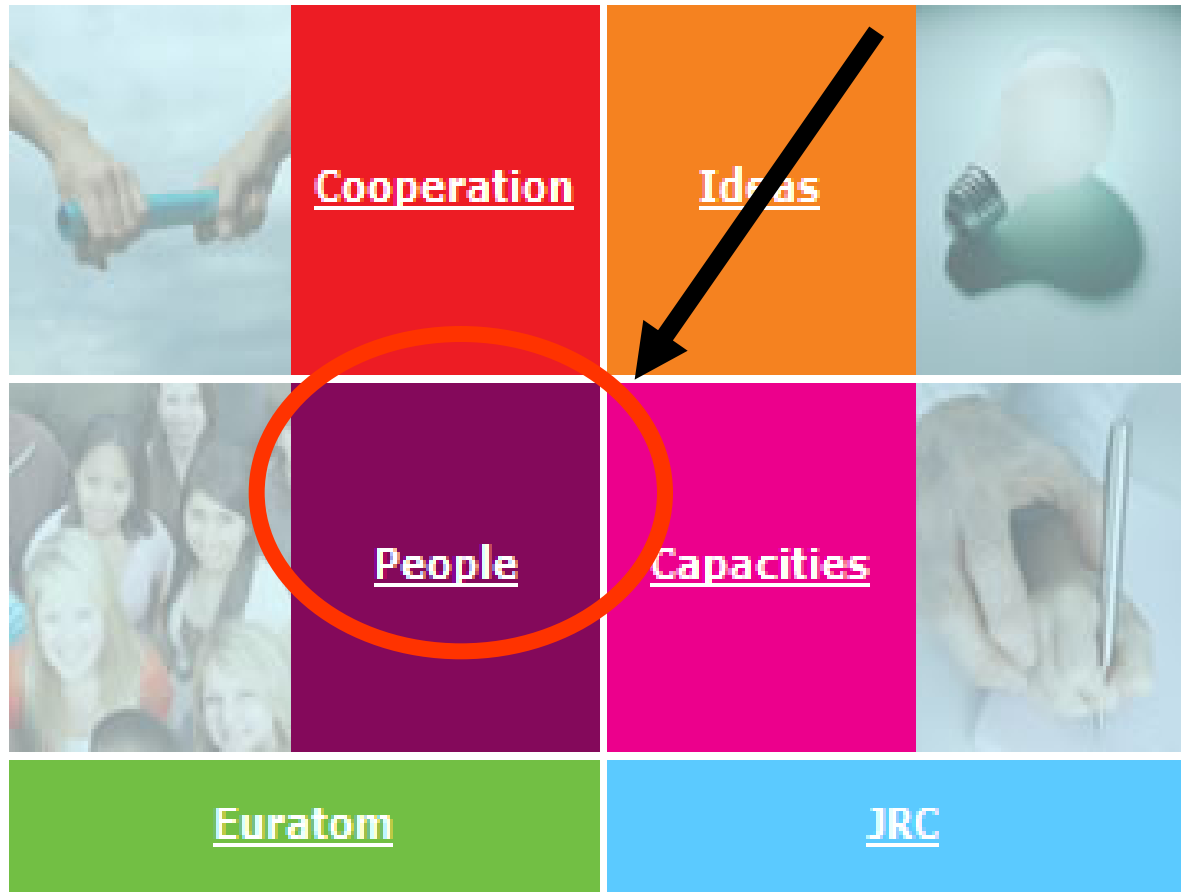 Cooperation
Ideas
People
Capacities
Euratom
JRC